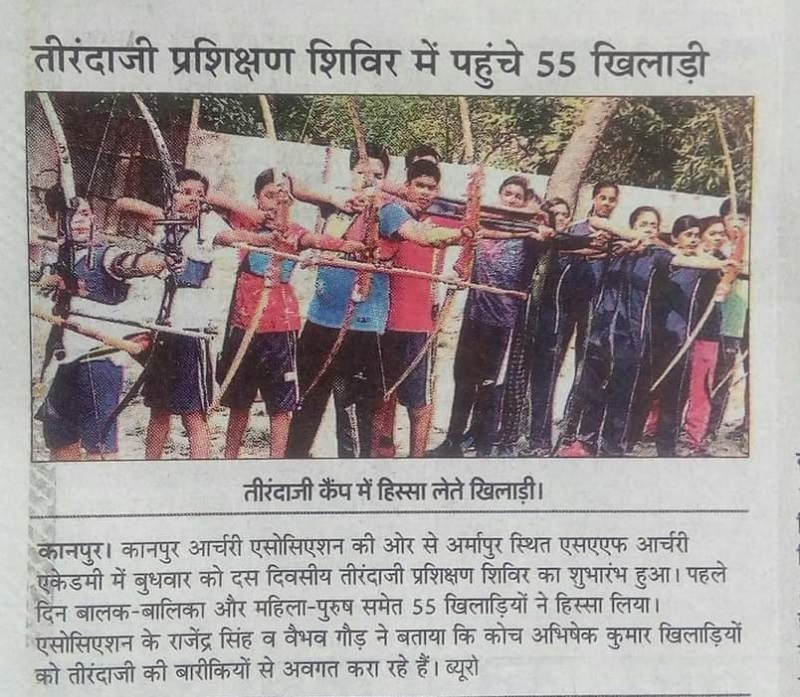 तीरंदाजी प्रशिक्षण शिविर में पहुंचे 55 खिलाड़ी
तीरंदाजी कैंप में हिस्सा लेते खिलाड़ी।
कानपुर। कानपुर आर्चरी एसोसिएशन की ओर से अर्मापुर स्थित एसएएफ आर्चरी
एकेडमी में बुधवार को दस दिवसीय तीरंदाजी प्रशिक्षण शिविर का शुभारंभ हुआ। पहले
दिन बालक-बालिका और महिला-पुरुष समेत 55 खिलाड़ियों ने हिस्सा लिया।
एसोसिएशन के राजेंद्र सिंह व वैभव गौड़ ने बताया कि कोच अभिषेक कुमार खिलाड़ियों
को तीरंदाजी की बारीकियों से अवगत करा रहे हैं। ब्यूरो